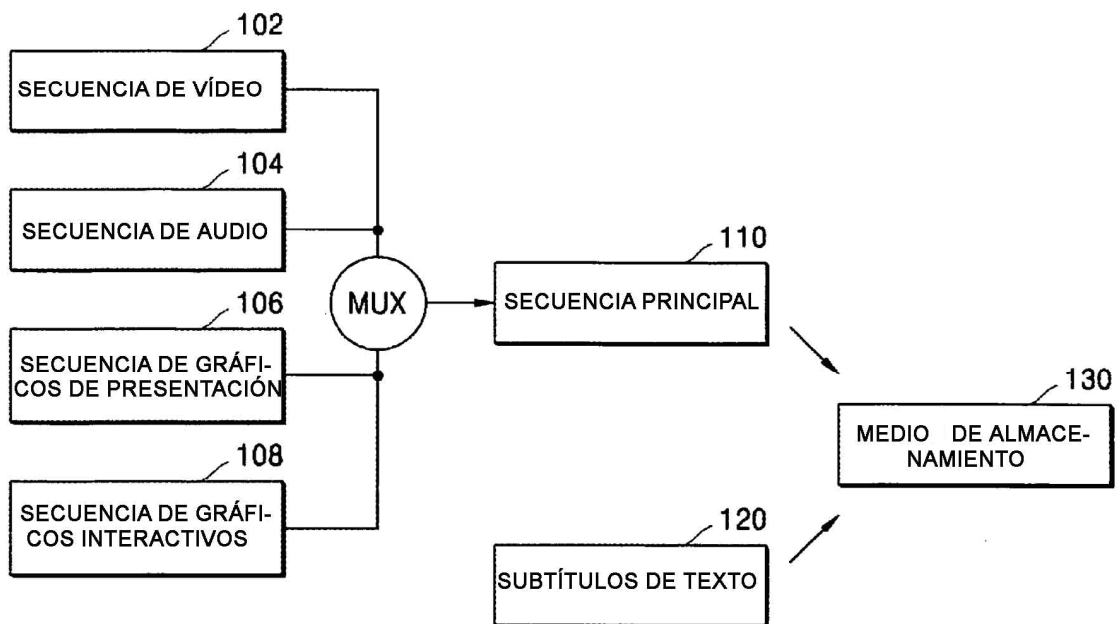 102
SECUENCIA DE VÍDEO
104
SECUENCIA DE AUDIO
106
SECUENCIA DE GRÁFI-
COS DE PRESENTACIÓN
108
SECUENCIA DE GRÁFI-
COS INTERACTIVOS
MUX
110
SECUENCIA PRINCIPAL
120
SUBTÍTULOS DE TEXTO
130
MEDIO DE ALMACE-
NAMIENTO